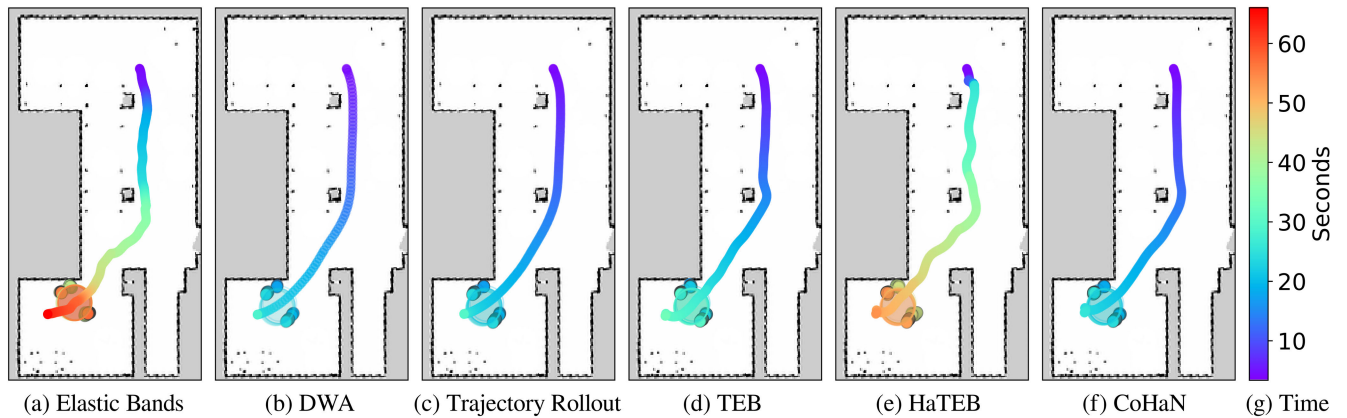 60
50
40
30
20
10
Seconds
(a) Elastic Bands
(b) DWA
(c) Trajectory Rollout
(d) TEB
(e) HaTEB
(f) CoHaN
(g) Time